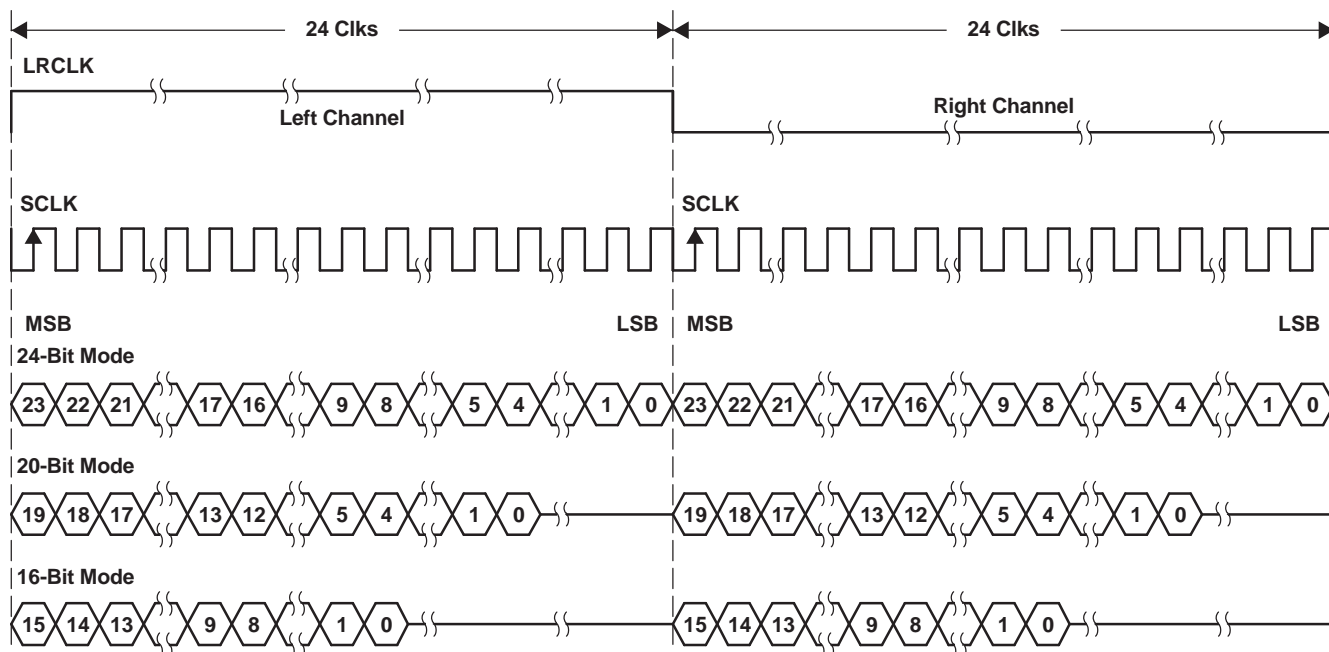 24 Clks 24 Clks
LRCLK
Left Channel Right Channel
SCLK SCLK
MSB LSB MSB LSB
24-Bit Mode
23 22 21 17 16 9 8 5 4 1 0 23 22 21 17 16 9 8 5 4 1 0
20-Bit Mode
19 18 17 13 12 5 4 1 0 19 18 17 13 12 5 4 1 0
16-Bit Mode
15 14 13 9 8 1 0 15 14 13 9 8 1 0